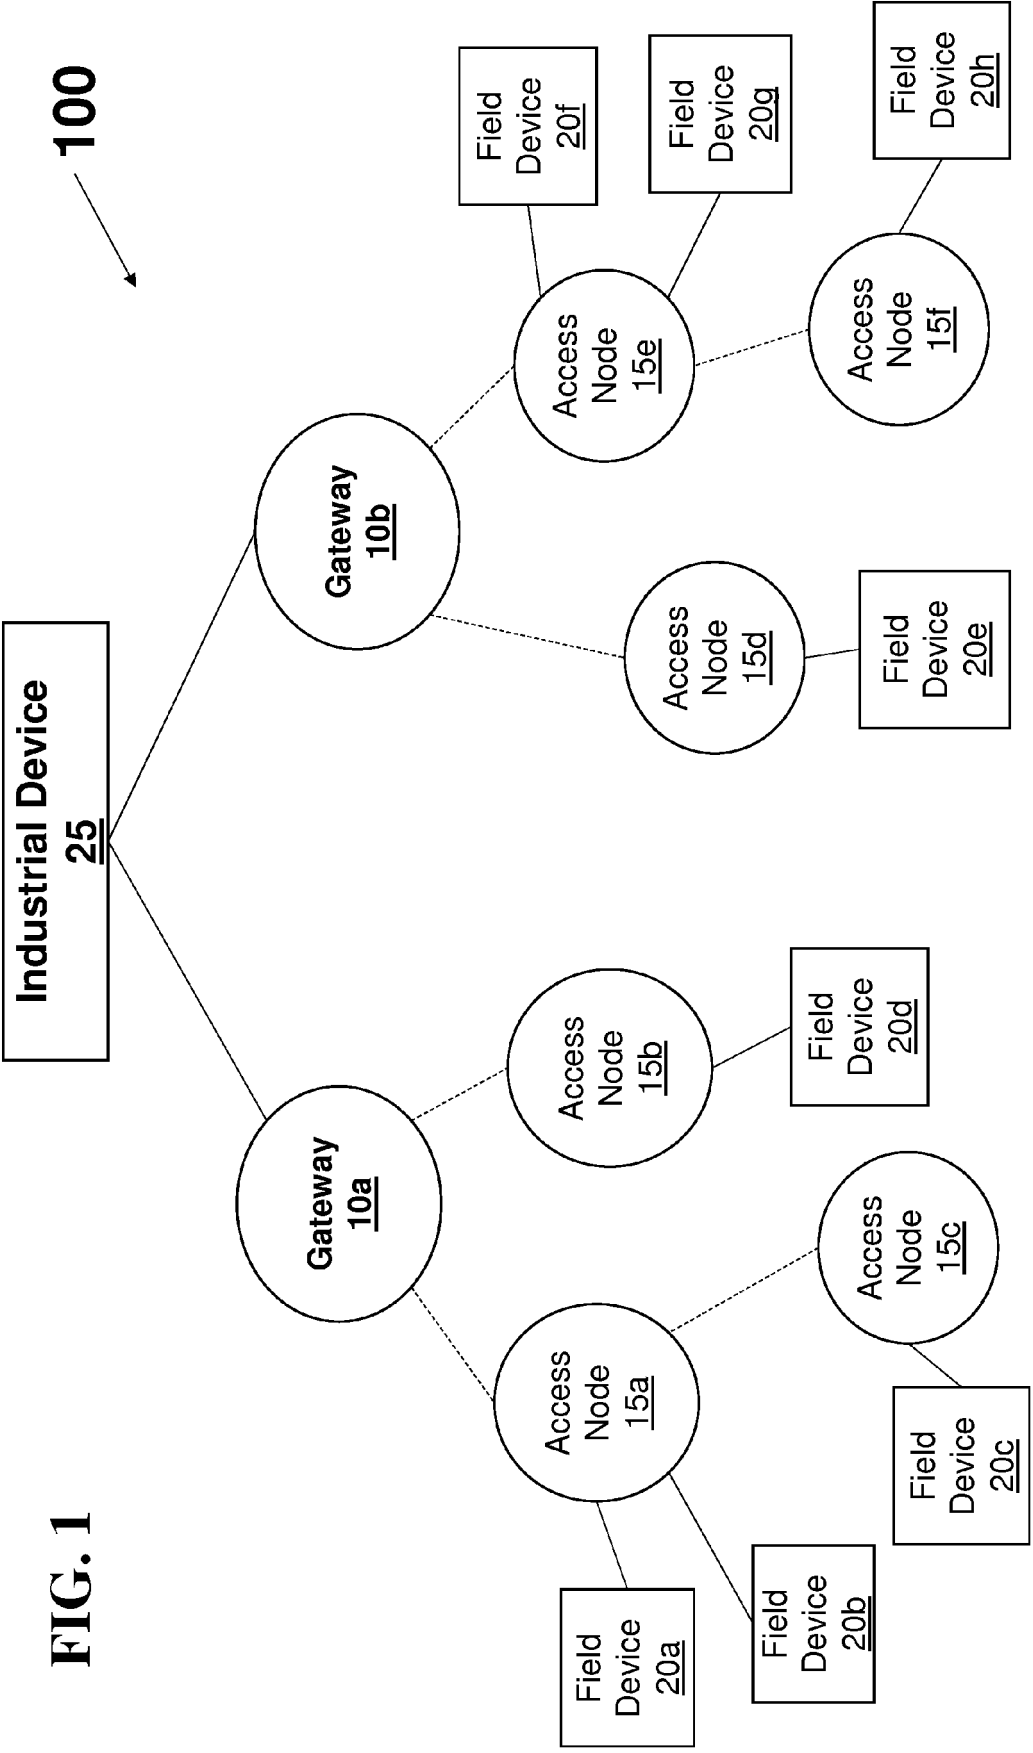 FIG. 1
100
Industrial Device
25
Gateway
10a
Gateway
10b
Access
Node
15a
Access
Node
15b
Access
Node
15c
Access
Node
15d
Access
Node
15e
Access
Node
15f
Field
Device
20a
Field
Device
20b
Field
Device
20c
Field
Device
20d
Field
Device
20e
Field
Device
20f
Field
Device
20g
Field
Device
20h